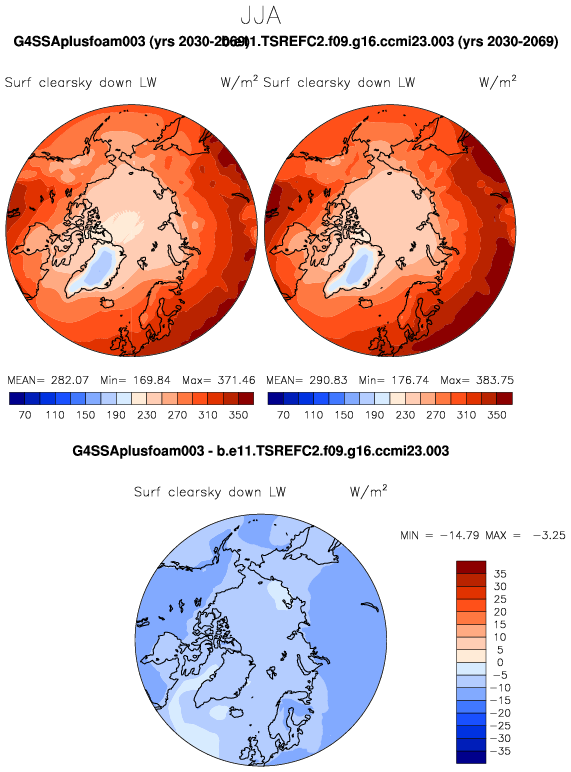 JJA
G4SSAplusfoam003 (yrs 2030-2069) b.e11.TSREFC2.f09.g16.ccmi23.003 (yrs 2030-2069)
Surf clearsky down LW W/m² Surf clearsky down LW W/m²
MEAN= 282.07 Min= 169.84 Max= 371.46 MEAN= 290.83 Min= 176.74 Max= 383.75
70 110 150 190 230 270 310 350 70 110 150 190 230 270 310 350
G4SSAplusfoam003 - b.e11.TSREFC2.f09.g16.ccmi23.003
Surf clearsky down LW W/m²
MIN = −14.79 MAX = −3.25
35
30
25
20
15
10
5
0
−5
−10
−15
−20
−25
−30
−35